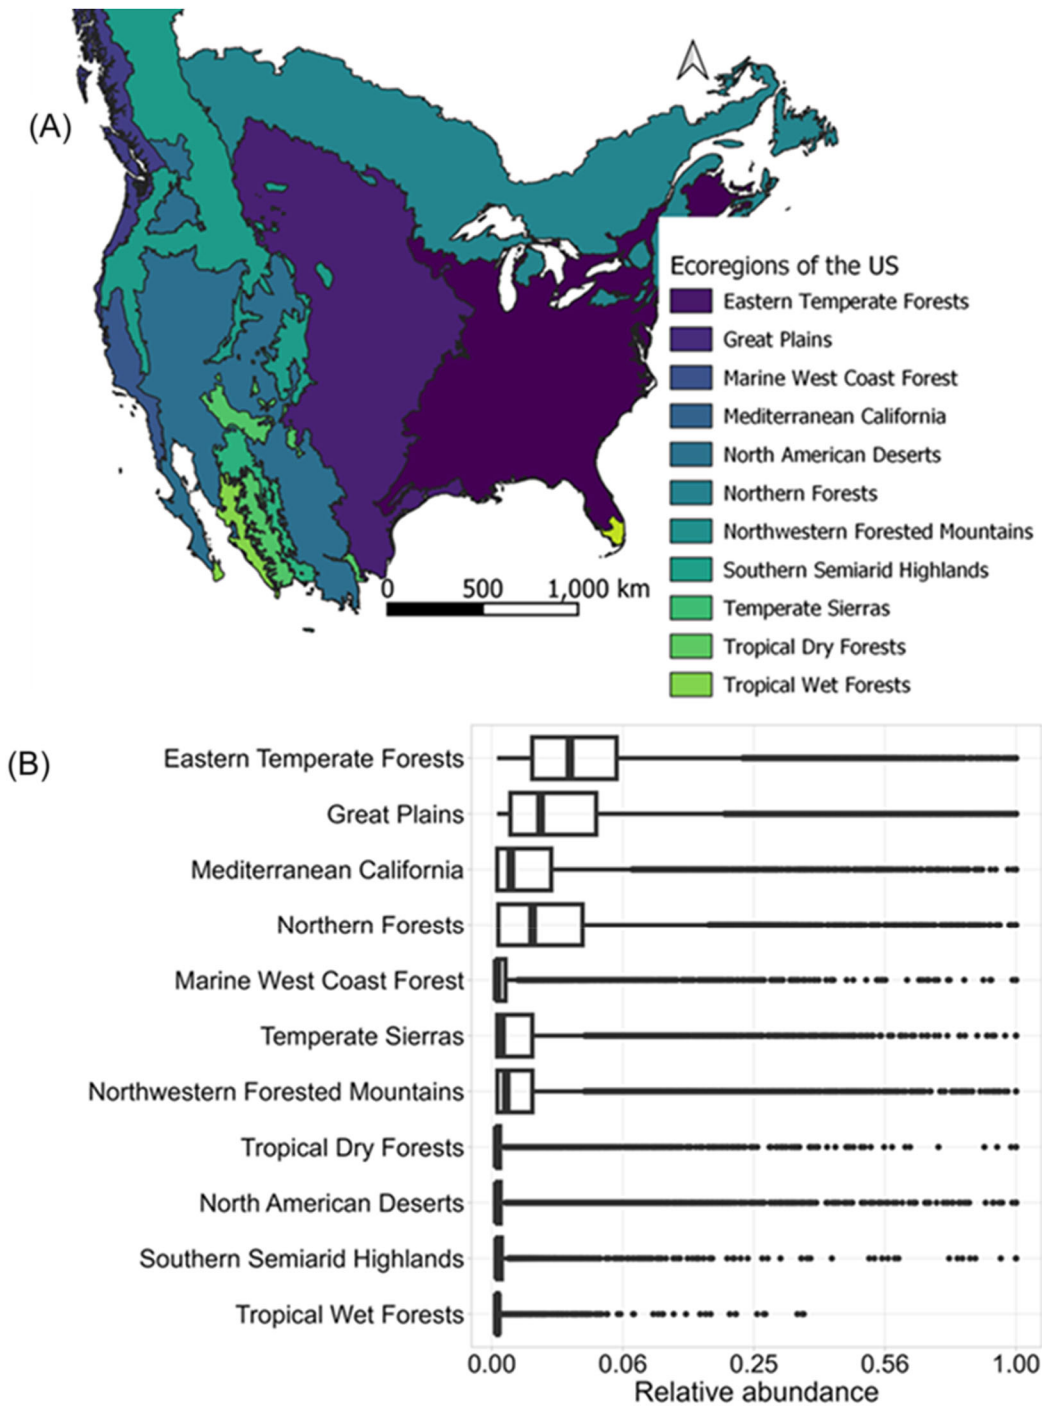 (A)
Ecoregions of the US
Eastern Temperate Forests
Great Plains
Marine West Coast Forest
Mediterranean California
North American Deserts
Northern Forests
Northwestern Forested Mountains
Southern Semiarid Highlands
Temperate Sierras
Tropical Dry Forests
Tropical Wet Forests
0 500 1,000 km
(B)
Eastern Temperate Forests
Great Plains
Mediterranean California
Northern Forests
Marine West Coast Forest
Temperate Sierras
Northwestern Forested Mountains
Tropical Dry Forests
North American Deserts
Southern Semiarid Highlands
Tropical Wet Forests
0.00 0.06 0.25 0.56 1.00
Relative abundance